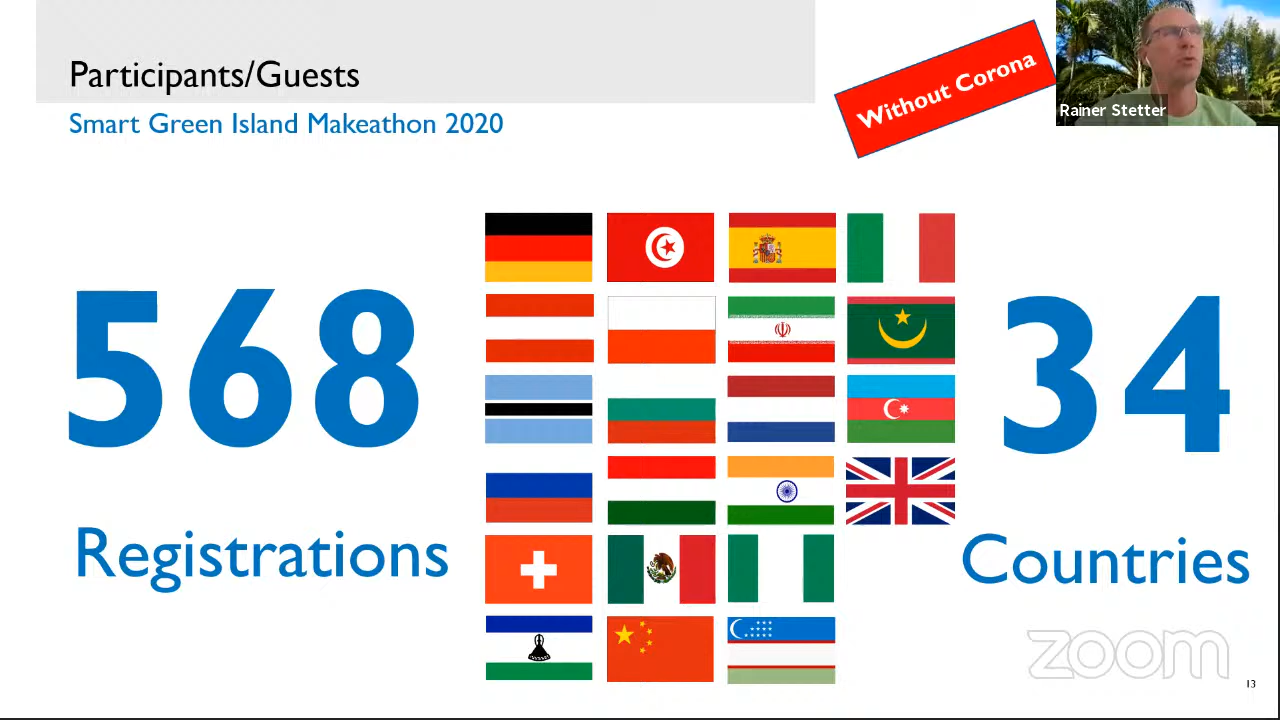 Participants/Guests
Smart Green Island Makeathon 2020
Without Corona
Rainer Stetter
568
Registrations
34
Countries
zoom
13